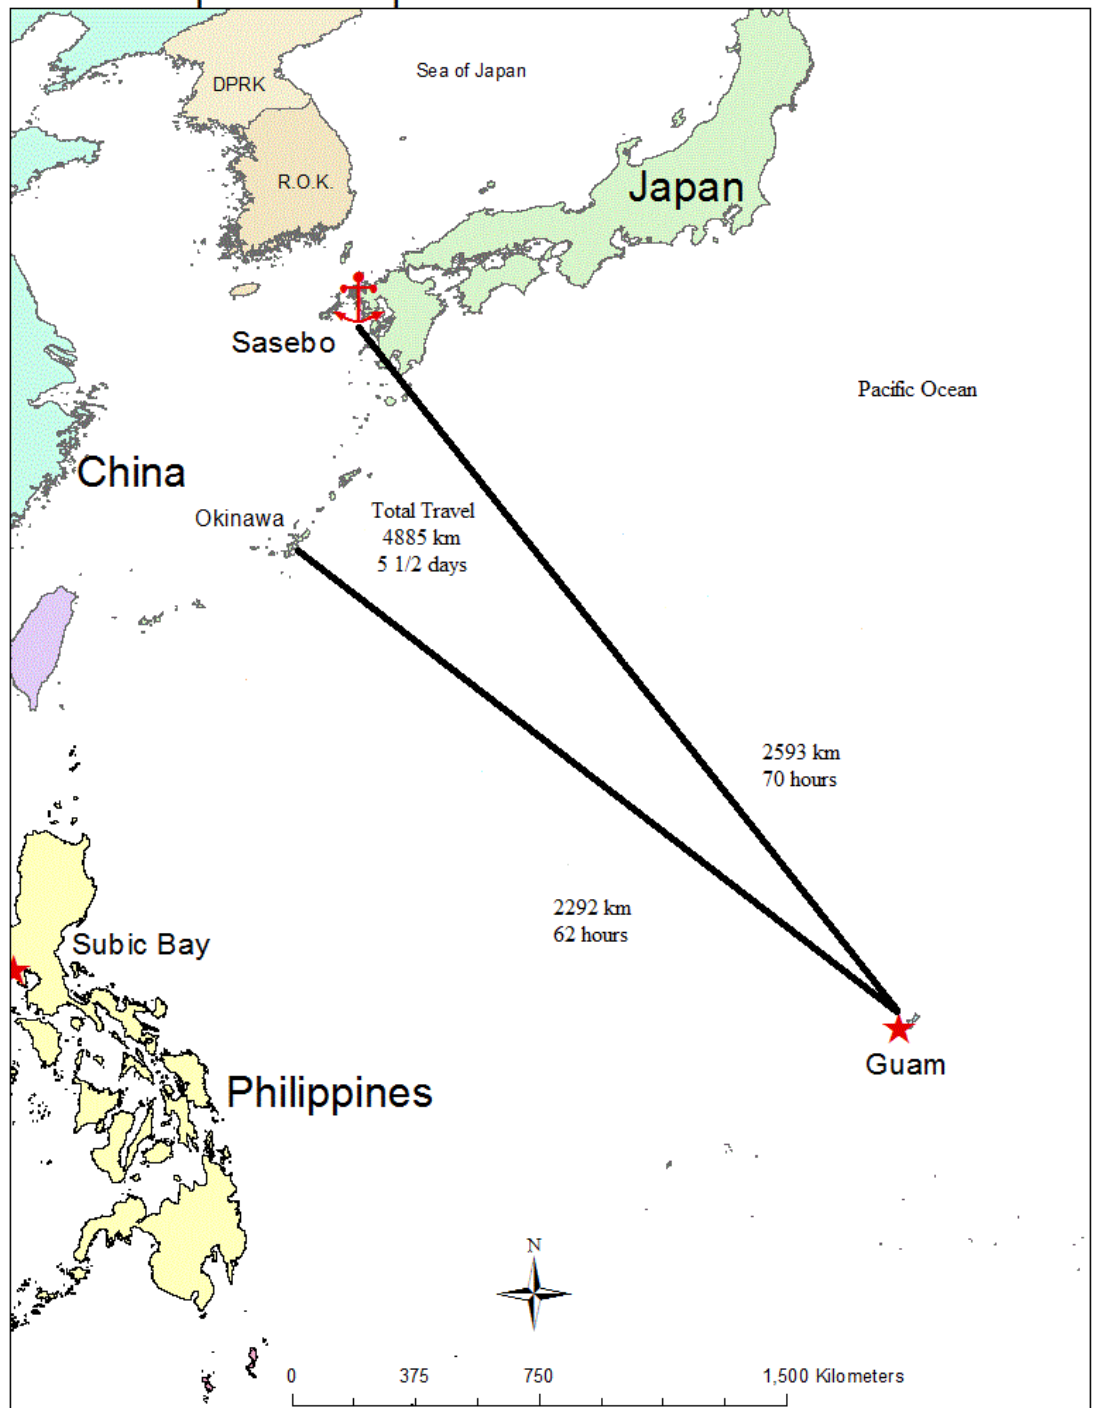 Sea of Japan
DPRK
R.O.K.
Japan
Sasebo
Pacific Ocean
China
Okinawa
Total Travel
4885 km
5 1/2 days
2593 km
70 hours
2292 km
62 hours
Subic Bay
Guam
Philippines
N
0 375 750 1,500 Kilometers